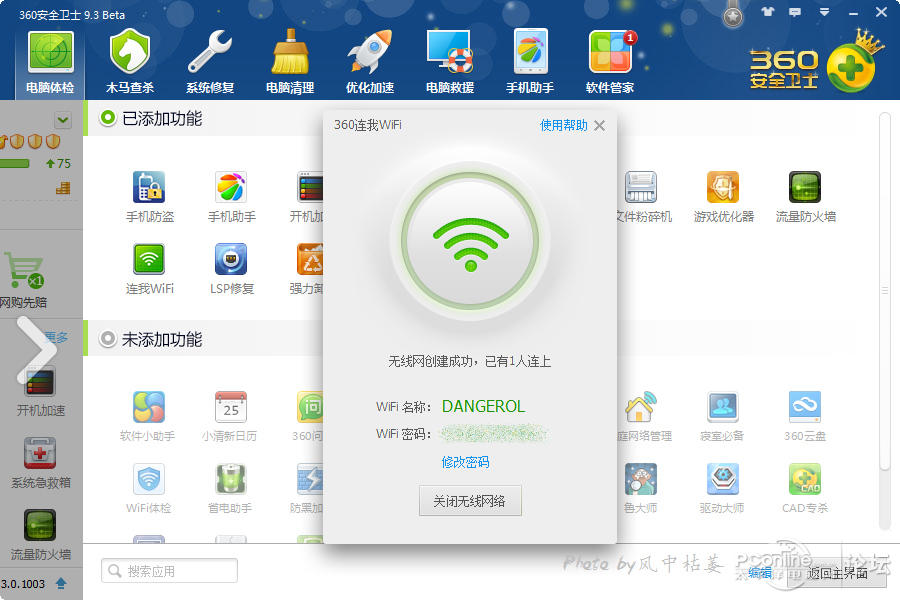 360安全卫士 9.3 Beta
电脑体检 木马查杀 系统修复 电脑清理 优化加速 电脑救援 手机助手 软件管家 1
360
安全卫士
75
x1
网购先赔
更多
开机加速
系统急救箱
流量防火墙
3.0.1003
已添加功能
手机防盗 手机助手 开机加 文件粉碎机 游戏优化器 流量防火墙
连我WiFi LSP修复 强力卸
未添加功能
25 问 CAD
软件小助手 小清新日历 360问 庭网络管理 寝室必备 360云盘
WiFi体检 省电助手 防黑加 鲁大师 驱动大师 CAD专杀
搜索应用
编辑 返回主界面
360连我WiFi 使用帮助
无线网创建成功，已有1人连上
WiFi 名称： DANGEROL
WiFi 密码：
修改密码
关闭无线网络
Photo by风中枯萎
PConline 论坛
太平洋电